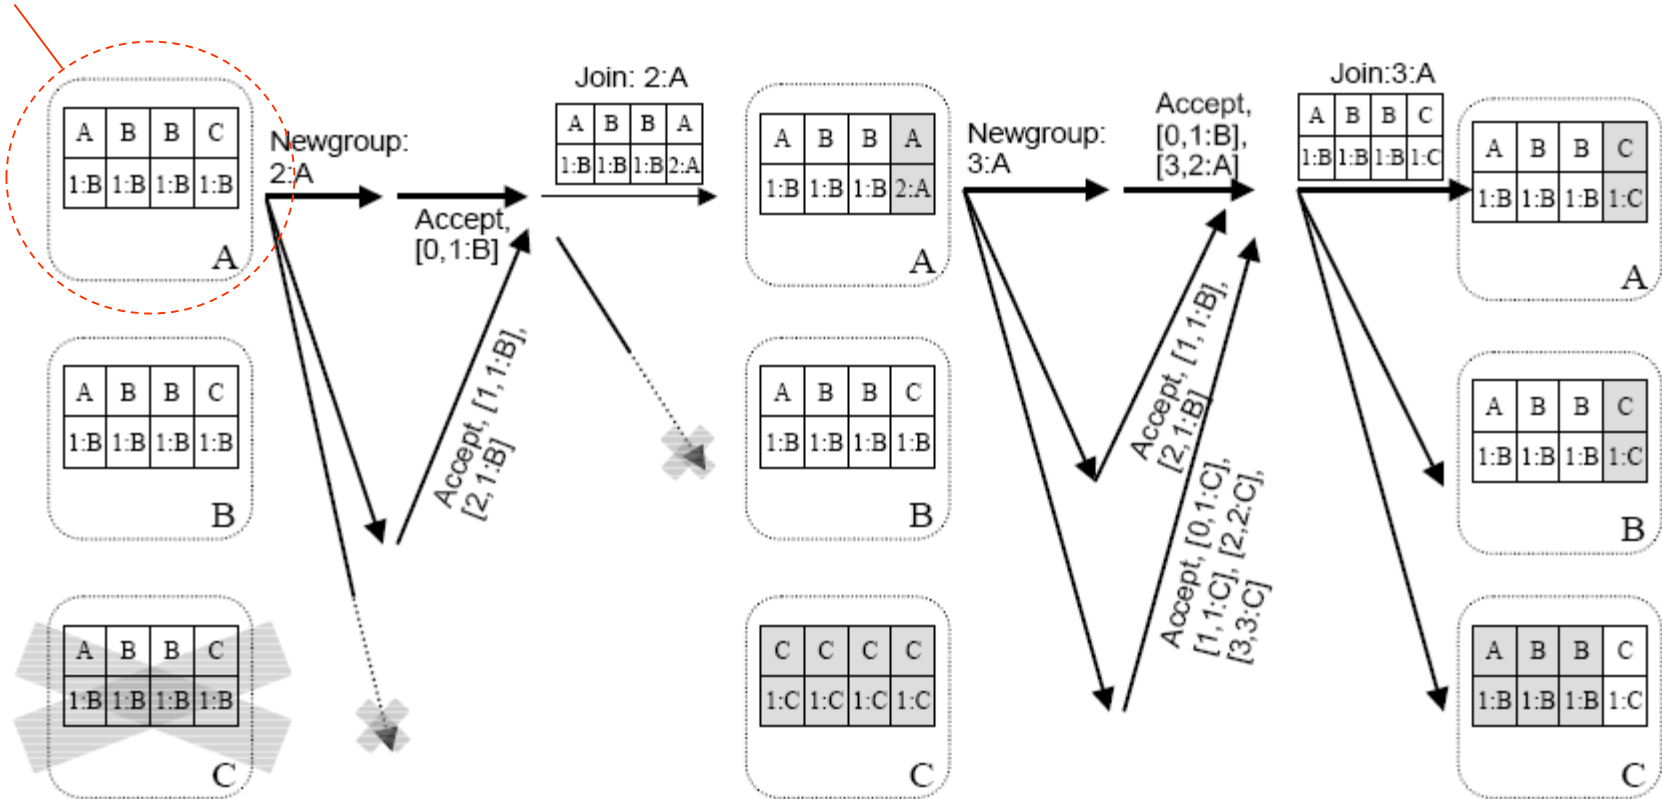 A B B C
1:B 1:B 1:B 1:B
A
Newgroup:
2:A
Accept,
[0,1:B]
Join: 2:A
A B B A
1:B 1:B 1:B 2:A
A B B A
1:B 1:B 1:B 2:A
A
Newgroup:
3:A
Accept,
[0,1:B],
[3,2:A]
Join:3:A
A B B C
1:B 1:B 1:B 1:C
A B B C
1:B 1:B 1:B 1:C
A
A B B C
1:B 1:B 1:B 1:B
B
Accept, [1,1:B],
[2,1:B]
A B B C
1:B 1:B 1:B 1:B
B
Accept, [1,1:B],
[2,1:B]
A B B C
1:B 1:B 1:B 1:C
B
A B B C
1:B 1:B 1:B 1:B
C
C C C C
1:C 1:C 1:C 1:C
C
Accept, [0,1:C],
[1,1:C], [2,2:C],
[3,3:C]
A B B C
1:B 1:B 1:B 1:C
C